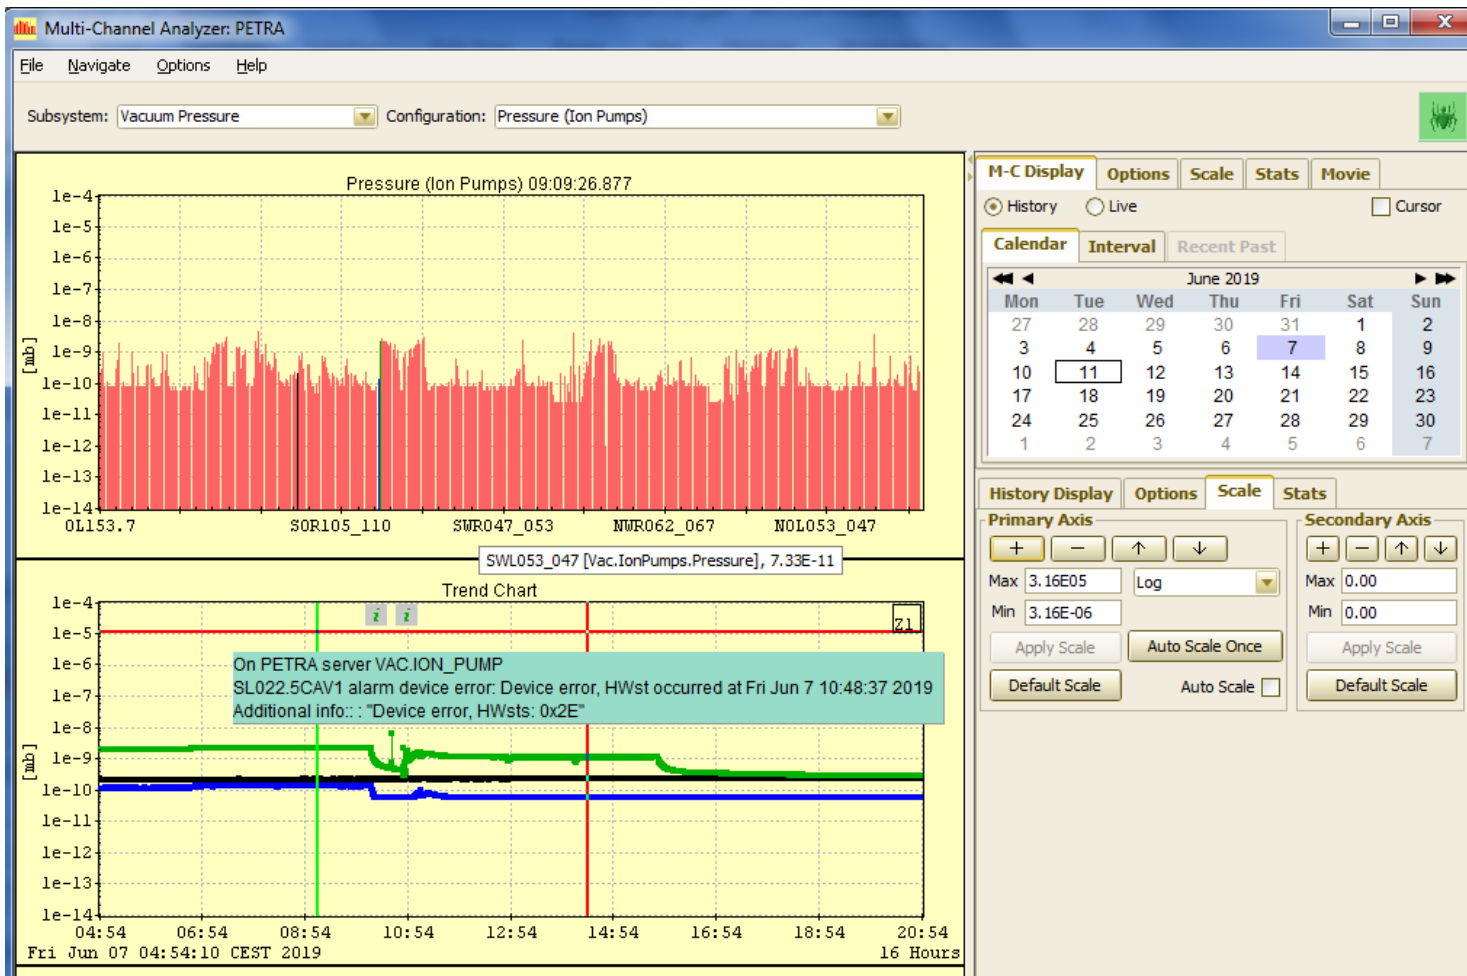 Multi-Channel Analyzer: PETRA
File Navigate Options Help
Subsystem: Vacuum Pressure Configuration: Pressure (Ion Pumps)
Pressure (Ion Pumps) 09:09:26.877
1e-4
1e-5
1e-6
1e-7
1e-8
1e-9
1e-10
1e-11
1e-12
1e-13
1e-14
[mb]
OL153.7 SOR105_110 SWR047_053 NWR062_067 NOL053_047
SWL053_047 [Vac.IonPumps.Pressure], 7.33E-11
Trend Chart
1e-4
1e-5
1e-6
1e-7
1e-8
1e-9
1e-10
1e-11
1e-12
1e-13
1e-14
[mb]
i i
Z1
On PETRA server VAC.ION_PUMP
SL022.5CAV1 alarm device error: Device error, HWst occurred at Fri Jun 7 10:48:37 2019
Additional info:: : "Device error, HWsts: 0x2E"
04:54 06:54 08:54 10:54 12:54 14:54 16:54 18:54 20:54
Fri Jun 07 04:54:10 CEST 2019 16 Hours
M-C Display Options Scale Stats Movie
History Live Cursor
Calendar Interval Recent Past
June 2019
Mon Tue Wed Thu Fri Sat Sun
27 28 29 30 31 1 2
3 4 5 6 7 8 9
10 11 12 13 14 15 16
17 18 19 20 21 22 23
24 25 26 27 28 29 30
1 2 3 4 5 6 7
History Display Options Scale Stats
Primary Axis Secondary Axis
+ − ↑ ↓ + − ↑ ↓
Max 3.16E05 Log Max 0.00
Min 3.16E-06 Min 0.00
Apply Scale Auto Scale Once Apply Scale
Default Scale Auto Scale Default Scale